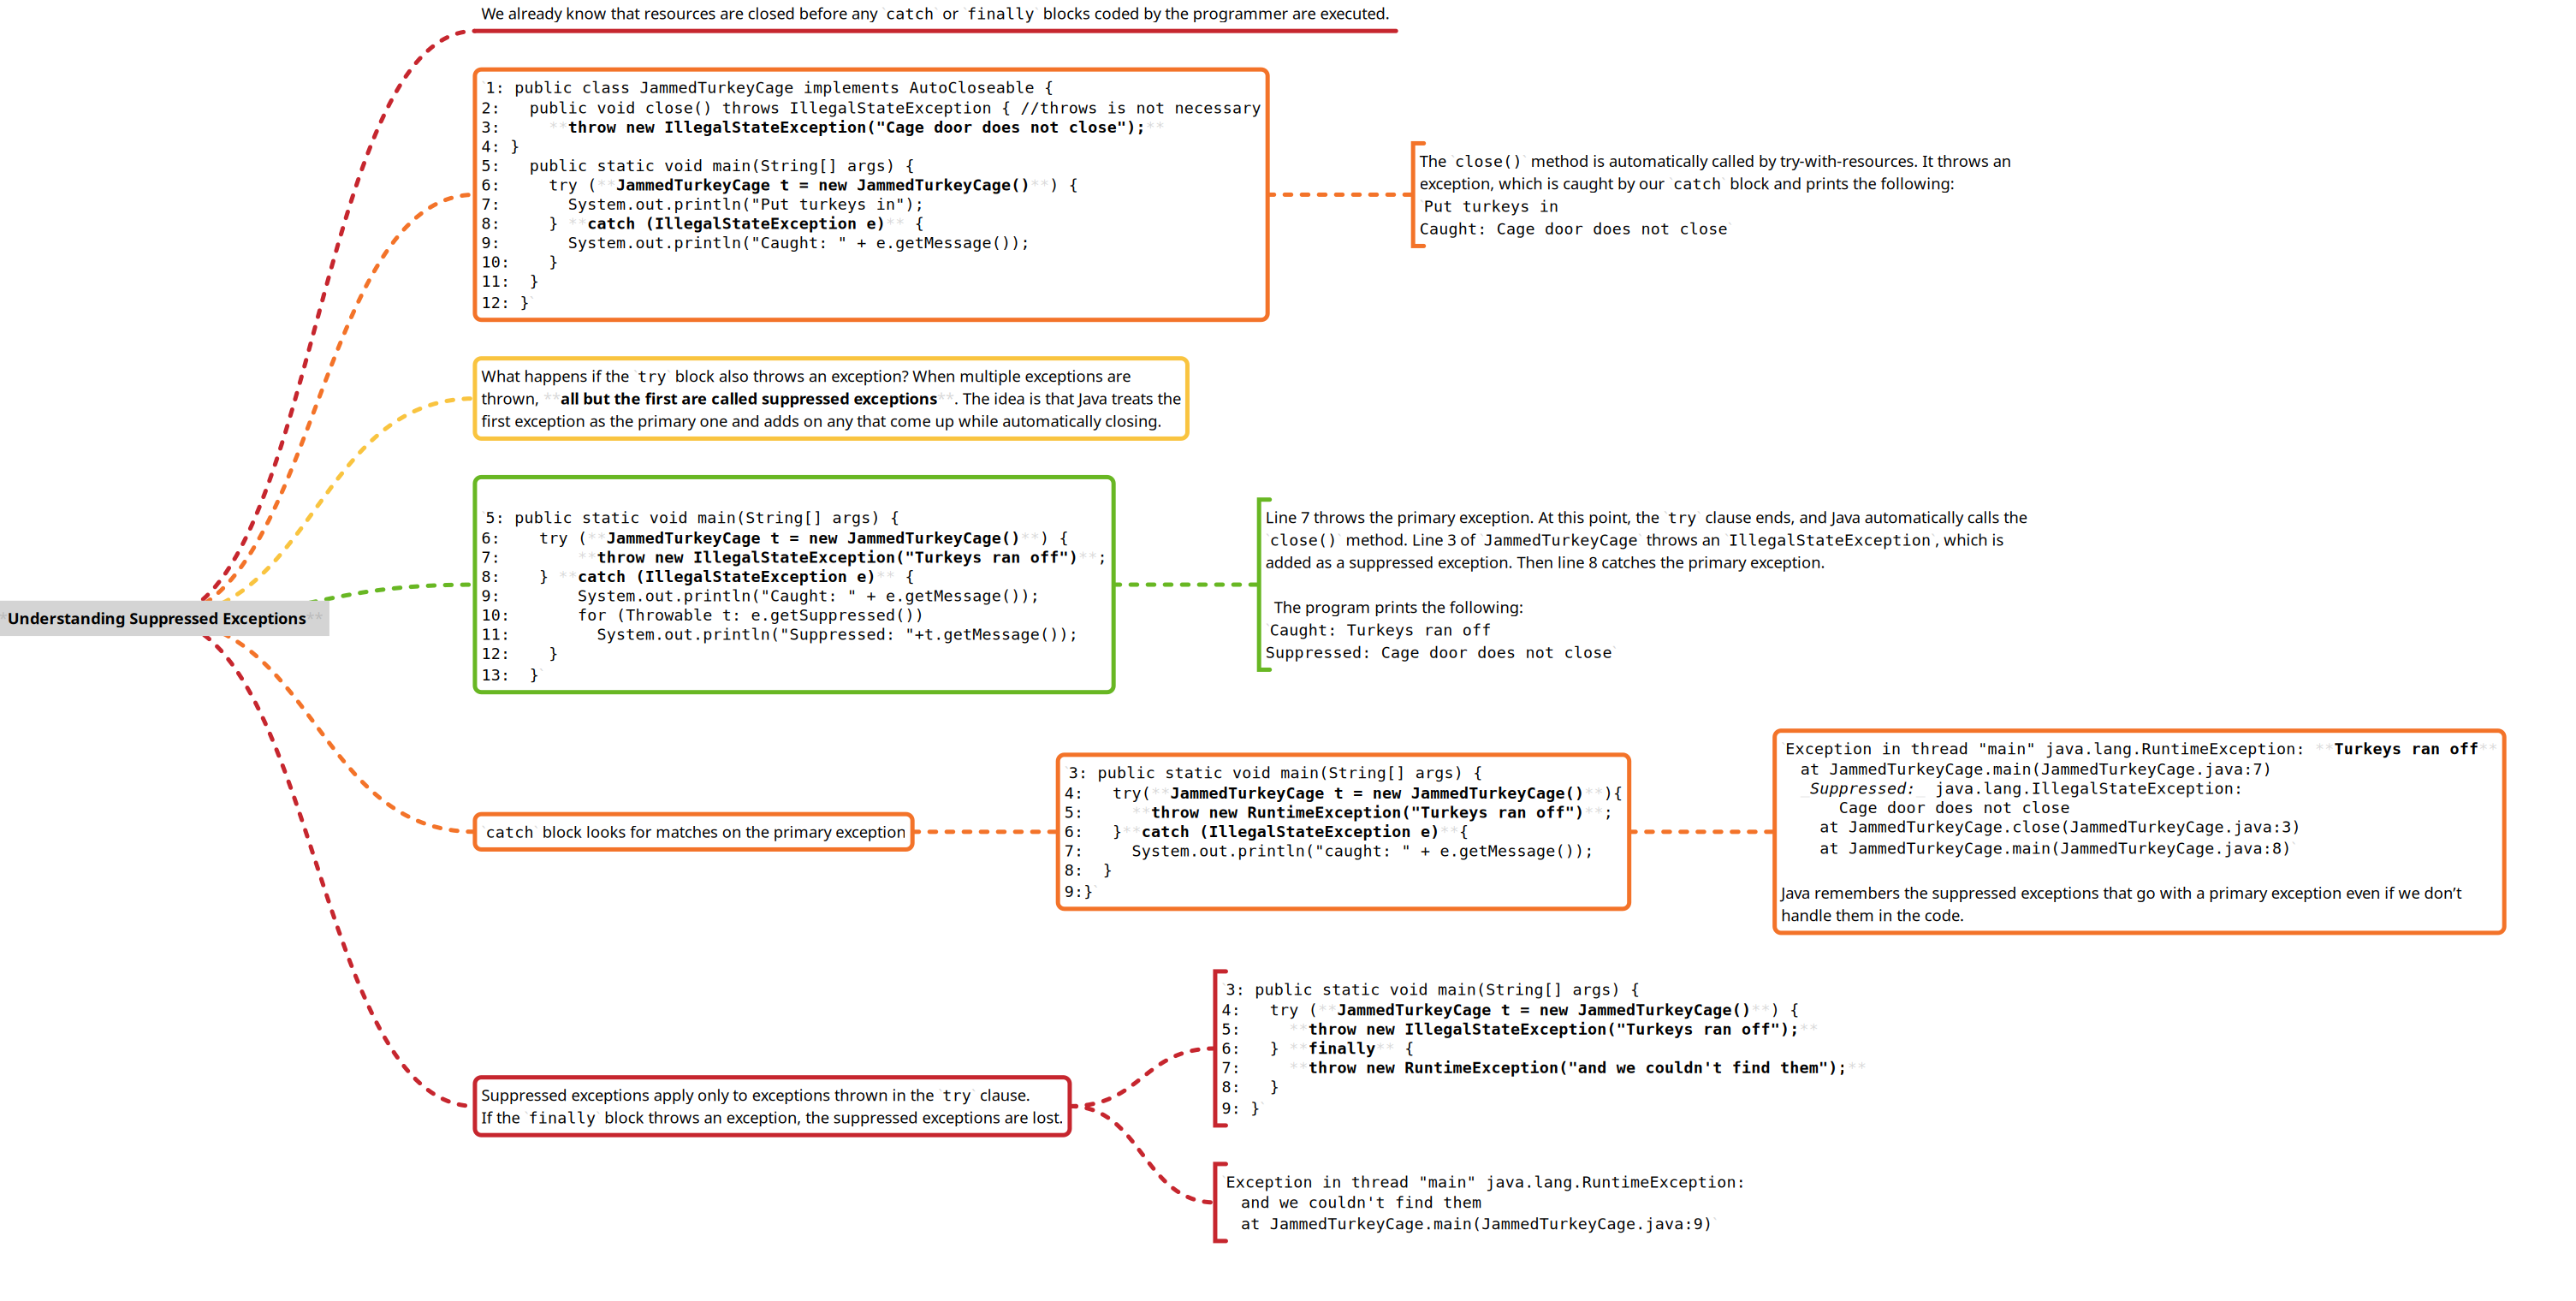 We already know that resources are closed before any `catch` or `finally` blocks coded by the programmer are executed.
`1: public class JammedTurkeyCage implements AutoCloseable {
2:   public void close() throws IllegalStateException { //throws is not necessary
3:     **throw new IllegalStateException("Cage door does not close");**
4: }
5:   public static void main(String[] args) {
6:     try (**JammedTurkeyCage t = new JammedTurkeyCage()**) {
7:       System.out.println("Put turkeys in");
8:     } **catch (IllegalStateException e)** {
9:       System.out.println("Caught: " + e.getMessage());
10:    }
11:  }
12: }`
The `close()` method is automatically called by try-with-resources. It throws an
exception, which is caught by our `catch` block and prints the following:
`Put turkeys in
Caught: Cage door does not close`
What happens if the `try` block also throws an exception? When multiple exceptions are
thrown, **all but the first are called suppressed exceptions**. The idea is that Java treats the
first exception as the primary one and adds on any that come up while automatically closing.
`5: public static void main(String[] args) {
6:    try (**JammedTurkeyCage t = new JammedTurkeyCage()**) {
7:        **throw new IllegalStateException("Turkeys ran off")**;
8:    } **catch (IllegalStateException e)** {
9:        System.out.println("Caught: " + e.getMessage());
10:       for (Throwable t: e.getSuppressed())
11:         System.out.println("Suppressed: "+t.getMessage());
12:    }
13:  }`
Line 7 throws the primary exception. At this point, the `try` clause ends, and Java automatically calls the
`close()` method. Line 3 of `JammedTurkeyCage` throws an `IllegalStateException`, which is
added as a suppressed exception. Then line 8 catches the primary exception.
The program prints the following:
`Caught: Turkeys ran off
Suppressed: Cage door does not close`
*Understanding Suppressed Exceptions**
`catch` block looks for matches on the primary exception
`3: public static void main(String[] args) {
4:   try(**JammedTurkeyCage t = new JammedTurkeyCage()**){
5:     **throw new RuntimeException("Turkeys ran off")**;
6:   }**catch (IllegalStateException e)**{
7:     System.out.println("caught: " + e.getMessage());
8:  }
9:}`
`Exception in thread "main" java.lang.RuntimeException: **Turkeys ran off**
at JammedTurkeyCage.main(JammedTurkeyCage.java:7)
_Suppressed:_ java.lang.IllegalStateException:
Cage door does not close
at JammedTurkeyCage.close(JammedTurkeyCage.java:3)
at JammedTurkeyCage.main(JammedTurkeyCage.java:8)`
Java remembers the suppressed exceptions that go with a primary exception even if we don’t
handle them in the code.
Suppressed exceptions apply only to exceptions thrown in the `try` clause.
If the `finally` block throws an exception, the suppressed exceptions are lost.
`3: public static void main(String[] args) {
4:   try (**JammedTurkeyCage t = new JammedTurkeyCage()**) {
5:     **throw new IllegalStateException("Turkeys ran off");**
6:   } **finally** {
7:     **throw new RuntimeException("and we couldn't find them");**
8:   }
9: }`
`Exception in thread "main" java.lang.RuntimeException:
and we couldn't find them
at JammedTurkeyCage.main(JammedTurkeyCage.java:9)`